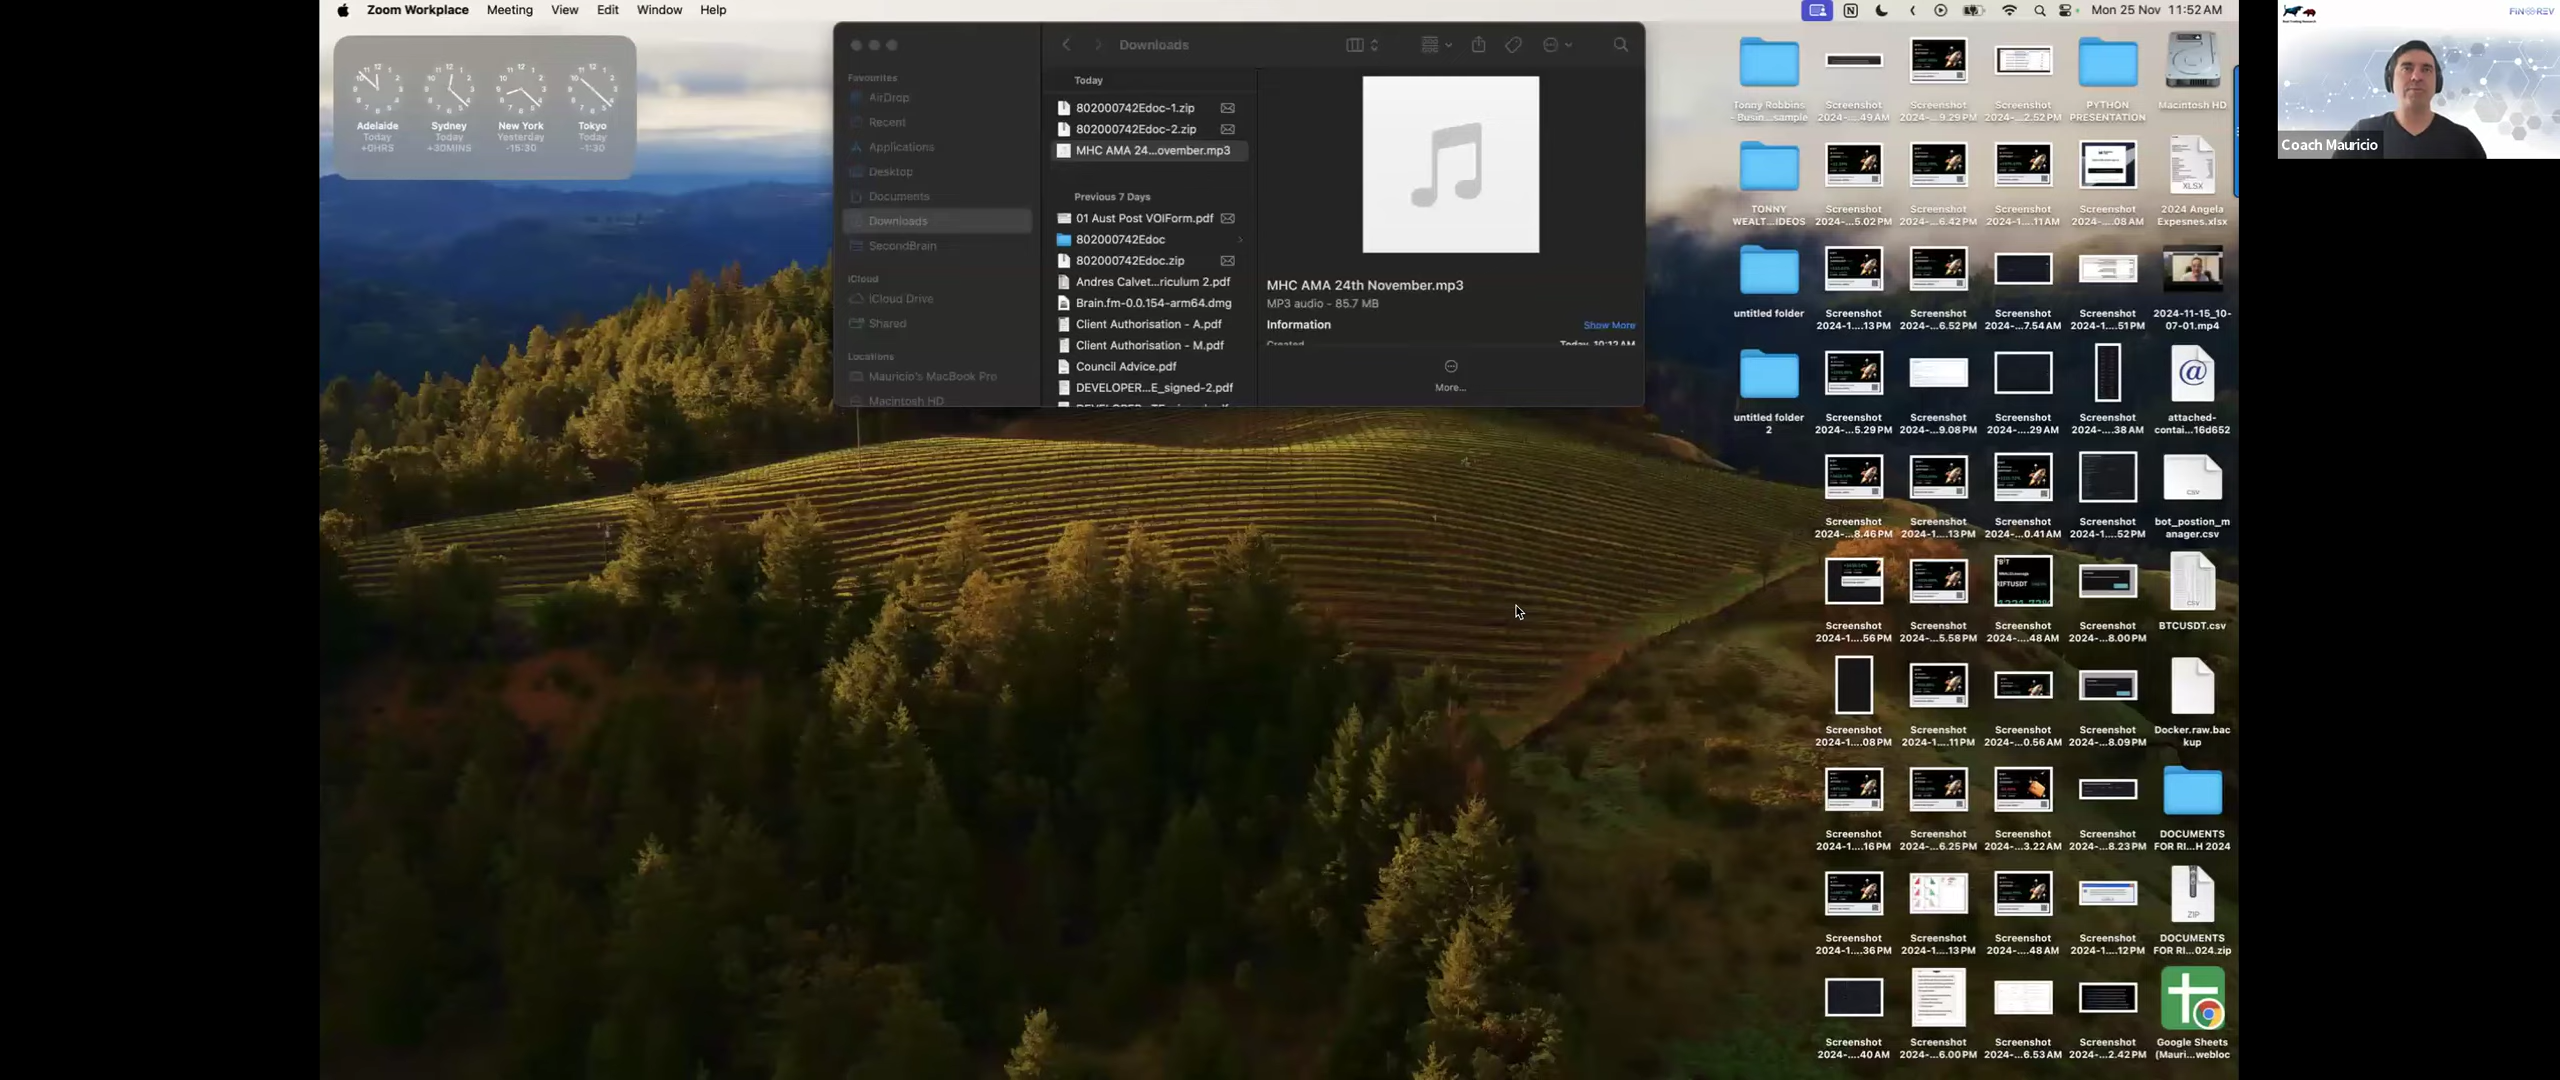 Zoom Workplace Meeting View Edit Window Help
Mon 25 Nov 11:52 AM
Adelaide
Today
+0HRS
Sydney
Today
+30MINS
New York
Yesterday
-15:30
Tokyo
Today
-1:30
Favourites
AirDrop
Recent
Applications
Desktop
Documents
Downloads
SecondBrain
iCloud
iCloud Drive
Shared
Locations
Mauricio's MacBook Pro
Macintosh HD
Downloads
Today
802000742Edoc-1.zip
802000742Edoc-2.zip
MHC AMA 24...ovember.mp3
Previous 7 Days
01 Aust Post VOIForm.pdf
802000742Edoc
802000742Edoc.zip
Andres Calvet...riculum 2.pdf
Brain.fm-0.0.154-arm64.dmg
Client Authorisation - A.pdf
Client Authorisation - M.pdf
Council Advice.pdf
DEVELOPER...E_signed-2.pdf
MHC AMA 24th November.mp3
MP3 audio - 85.7 MB
Information
Show More
Created
Today, 10:12 AM
More...
Tonny Robbins
- Busin...sample
Screenshot
2024-....49 AM
Screenshot
2024-...9.29 PM
Screenshot
2024-...2.52 PM
PYTHON
PRESENTATION
Macintosh HD
TONNY
WEALT...IDEOS
Screenshot
2024-...5.02 PM
Screenshot
2024-...6.42 PM
Screenshot
2024-1....11 AM
Screenshot
2024-....08 AM
XLSX
2024 Angela
Expesnes.xlsx
untitled folder
Screenshot
2024-1....13 PM
Screenshot
2024-...6.52 PM
Screenshot
2024-...7.54 AM
Screenshot
2024-1....51 PM
2024-11-15_10-
07-01.mp4
untitled folder
2
Screenshot
2024-...5.29 PM
Screenshot
2024-...9.08 PM
Screenshot
2024-....29 AM
Screenshot
2024-....38 AM
attached-
contai...16d652
Screenshot
2024-...8.46 PM
Screenshot
2024-1....13 PM
Screenshot
2024-...0.41 AM
Screenshot
2024-1....52 PM
CSV
bot_postion_m
anager.csv
Screenshot
2024-1....56 PM
Screenshot
2024-...5.58 PM
Screenshot
2024-....48 AM
Screenshot
2024-...8.00 PM
CSV
BTCUSDT.csv
Screenshot
2024-1....08 PM
Screenshot
2024-1....11 PM
Screenshot
2024-...0.56 AM
Screenshot
2024-...8.09 PM
Docker.raw.bac
kup
Screenshot
2024-1....16 PM
Screenshot
2024-...6.25 PM
Screenshot
2024-...3.22 AM
Screenshot
2024-...8.23 PM
DOCUMENTS
FOR RI...H 2024
Screenshot
2024-1....36 PM
Screenshot
2024-1....13 PM
Screenshot
2024-....48 AM
Screenshot
2024-1....12 PM
ZIP
DOCUMENTS
FOR RI...024.zip
Screenshot
2024-....40 AM
Screenshot
2024-...6.00 PM
Screenshot
2024-...6.53 AM
Screenshot
2024-...2.42 PM
Google Sheets
(Mauri...webloc
Coach Mauricio